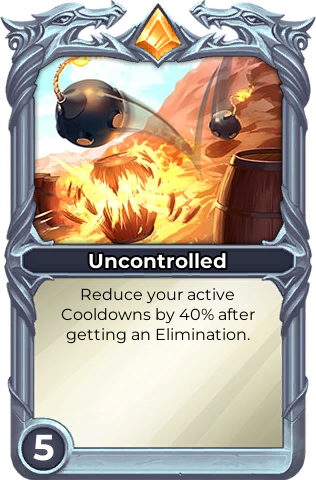 Uncontrolled
Reduce your active
Cooldowns by 40% after
getting an Elimination.
5